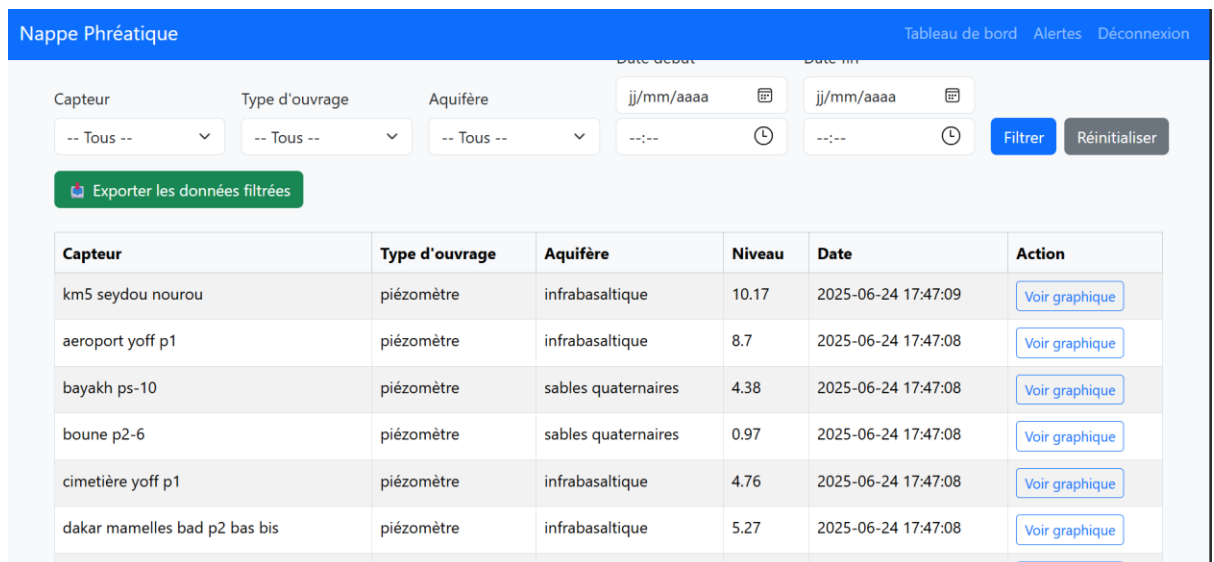 Nappe Phréatique Tableau de bord Alertes Déconnexion
Date début Date fin
Capteur Type d'ouvrage Aquifère jj/mm/aaaa jj/mm/aaaa
-- Tous -- -- Tous -- -- Tous -- --:-- --:-- Filtrer Réinitialiser
Exporter les données filtrées
Capteur Type d'ouvrage Aquifère Niveau Date Action
km5 seydou nourou piézomètre infrabasaltique 10.17 2025-06-24 17:47:09 Voir graphique
aeroport yoff p1 piézomètre infrabasaltique 8.7 2025-06-24 17:47:08 Voir graphique
bayakh ps-10 piézomètre sables quaternaires 4.38 2025-06-24 17:47:08 Voir graphique
boune p2-6 piézomètre sables quaternaires 0.97 2025-06-24 17:47:08 Voir graphique
cimetière yoff p1 piézomètre infrabasaltique 4.76 2025-06-24 17:47:08 Voir graphique
dakar mamelles bad p2 bas bis piézomètre infrabasaltique 5.27 2025-06-24 17:47:08 Voir graphique